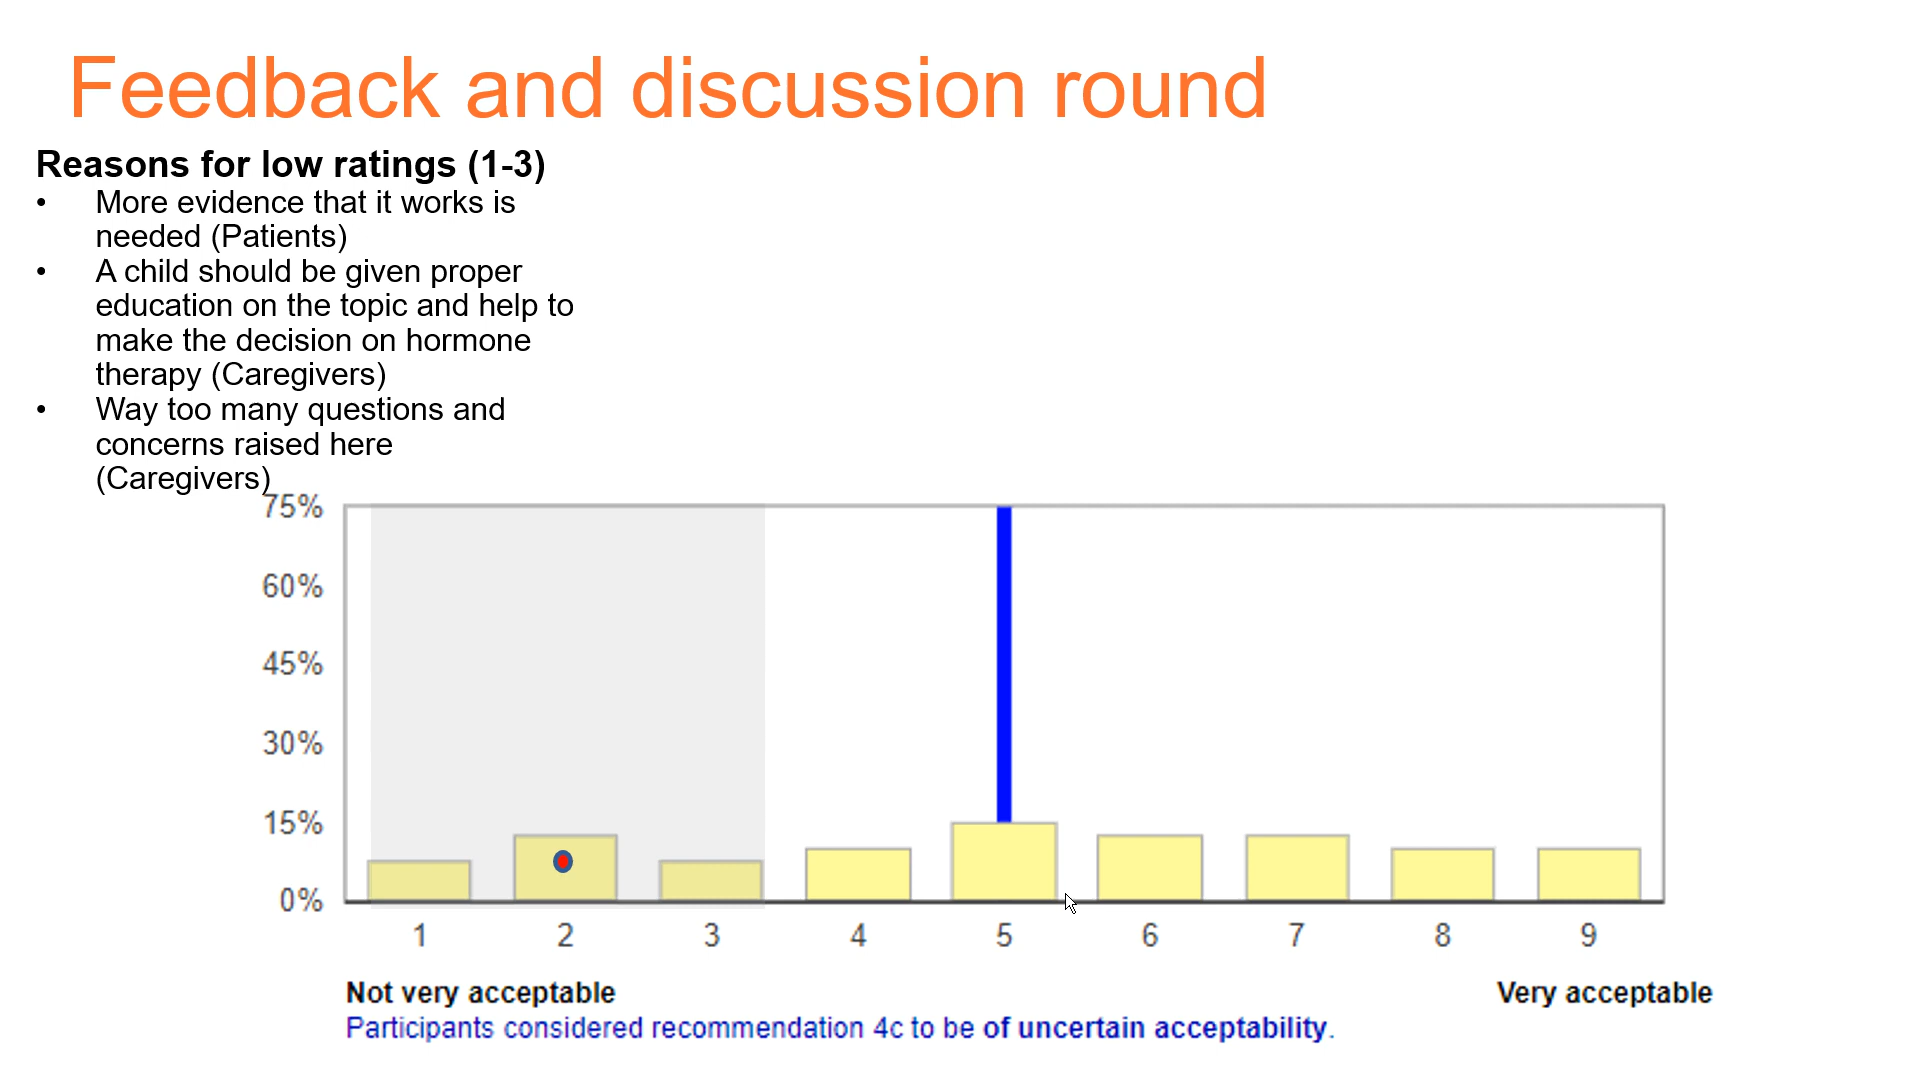 Feedback and discussion round
Reasons for low ratings (1-3)
• More evidence that it works is
needed (Patients)
• A child should be given proper
education on the topic and help to
make the decision on hormone
therapy (Caregivers)
• Way too many questions and
concerns raised here
(Caregivers)
75%
60%
45%
30%
15%
0%
1 2 3 4 5 6 7 8 9
Not very acceptable Very acceptable
Participants considered recommendation 4c to be of uncertain acceptability.